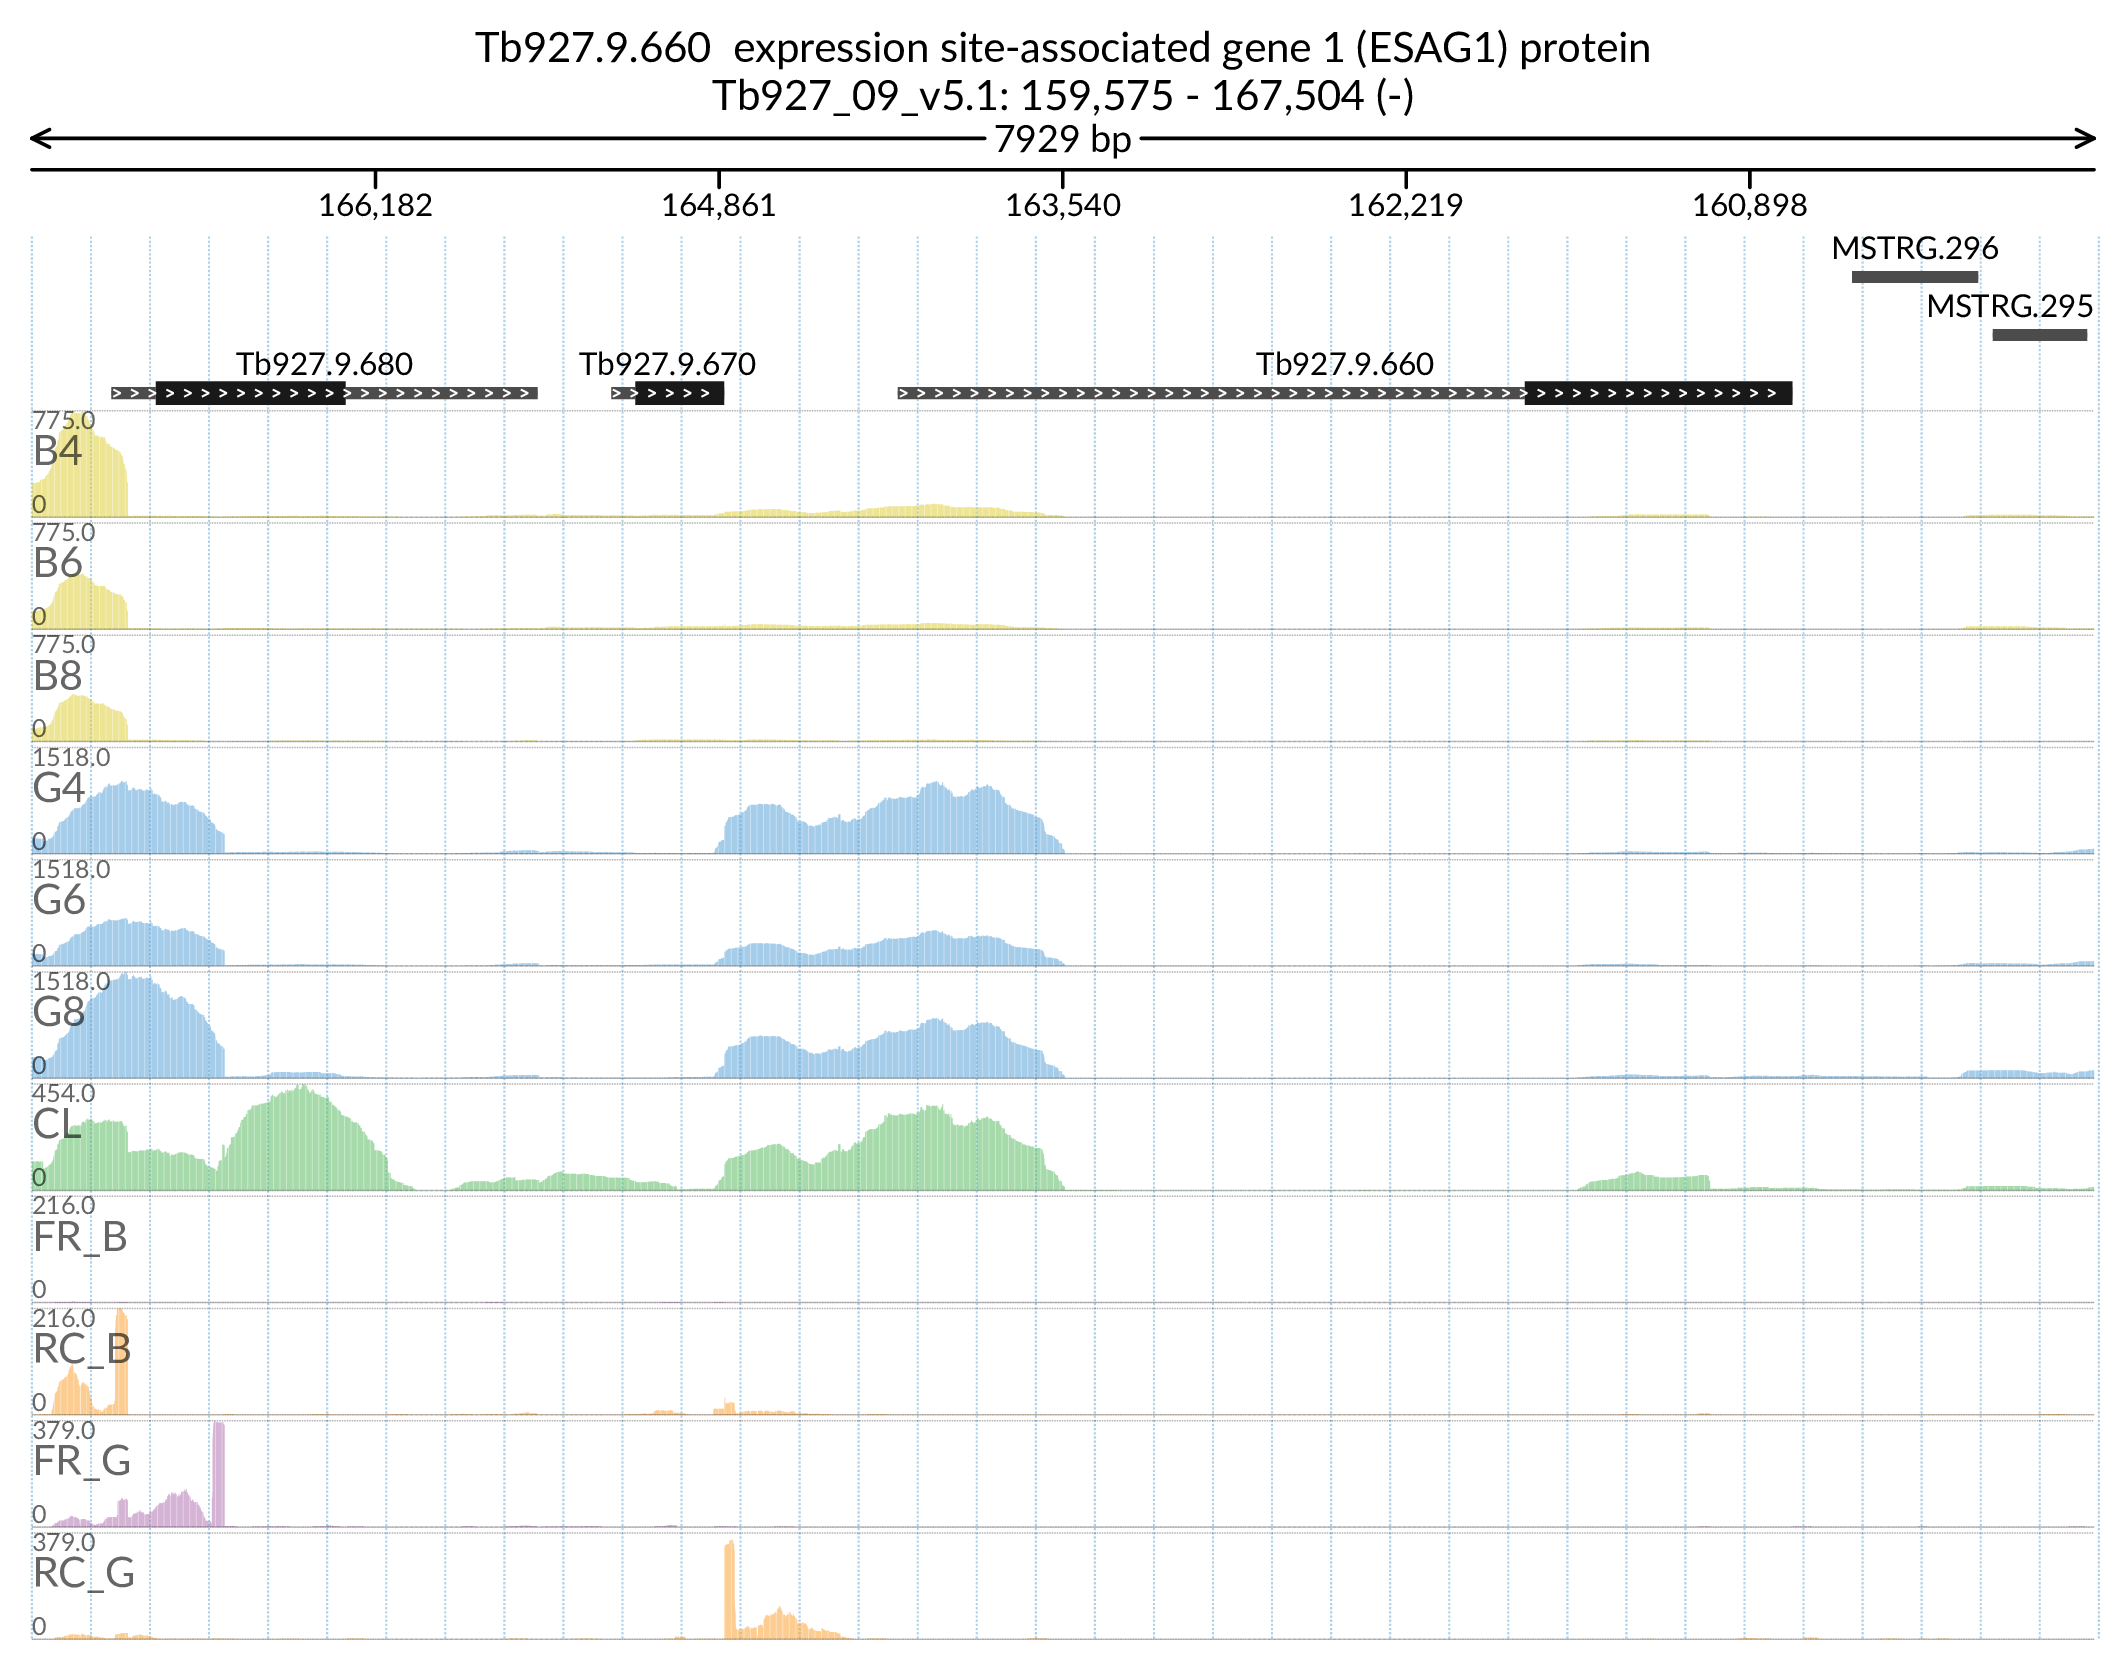 Tb927.9.660  expression site-associated gene 1 (ESAG1) protein
Tb927_09_v5.1: 159,575 - 167,504 (-)
7929 bp
166,182 164,861 163,540 162,219 160,898
MSTRG.296
MSTRG.295
Tb927.9.680 Tb927.9.670 Tb927.9.660
775.0
B4
0
775.0
B6
0
775.0
B8
0
1518.0
G4
0
1518.0
G6
0
1518.0
G8
0
454.0
CL
0
216.0
FR_B
0
216.0
RC_B
0
379.0
FR_G
0
379.0
RC_G
0